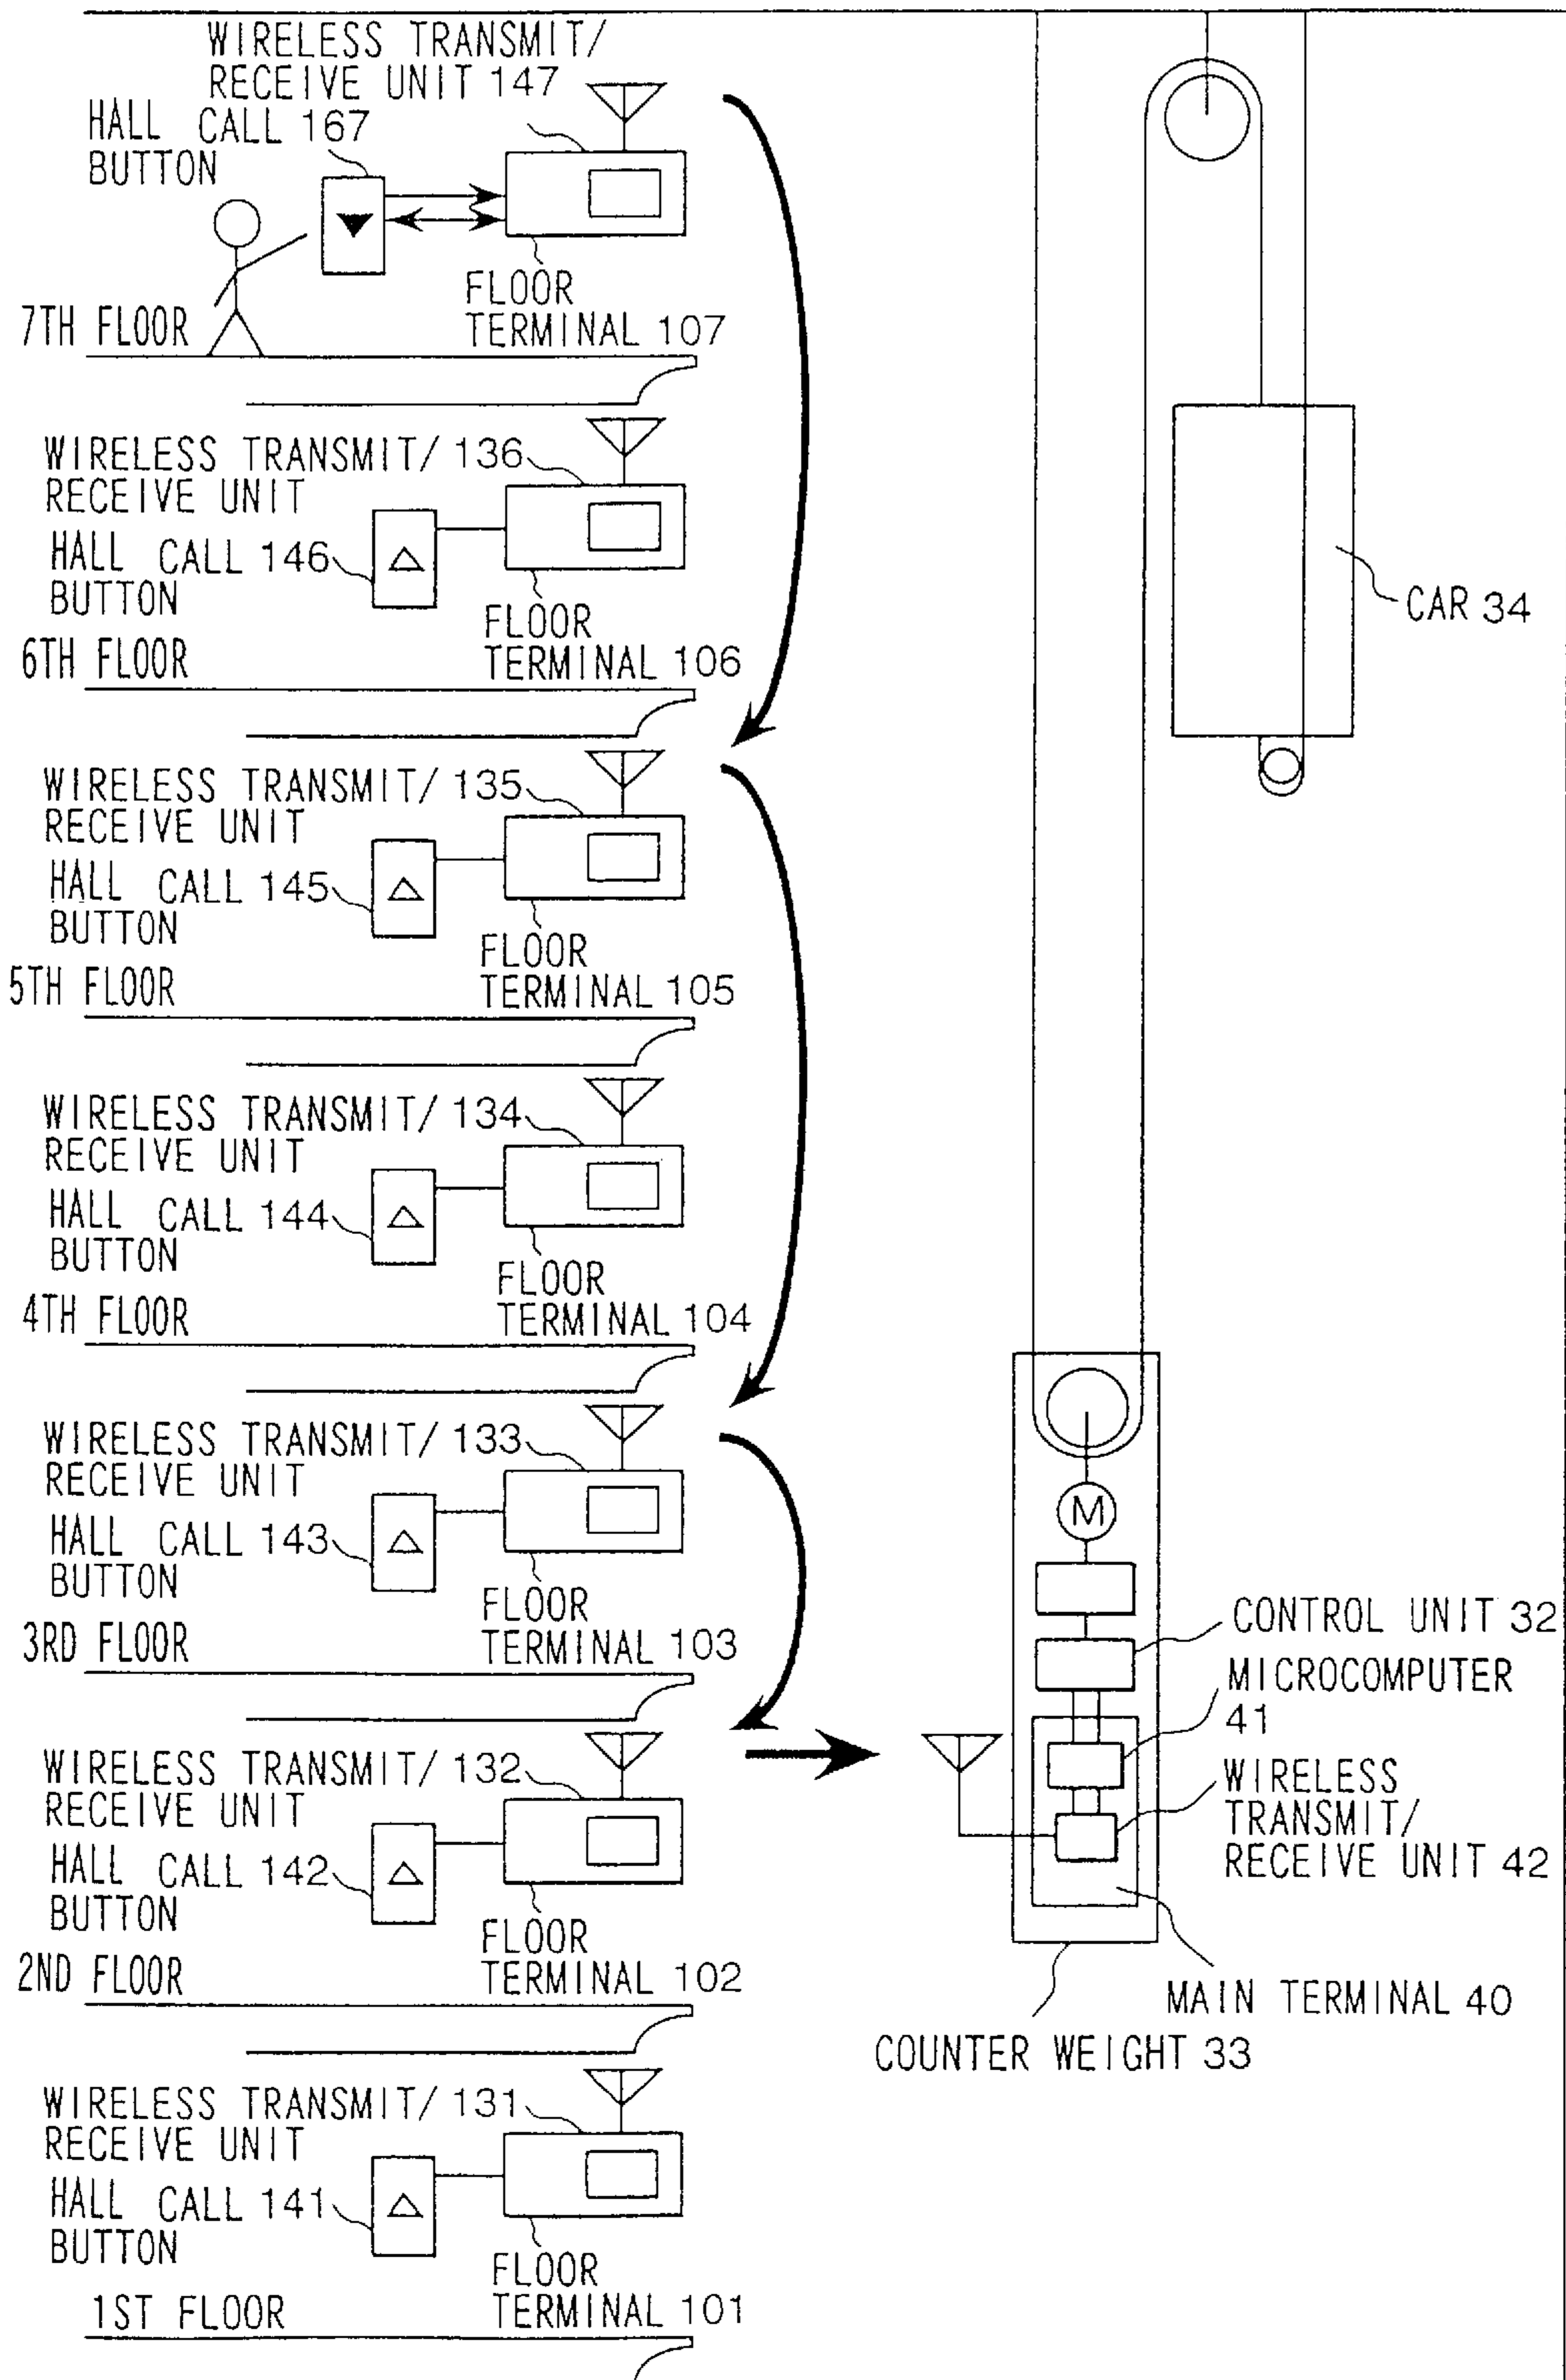 WIRELESS TRANSMIT/
RECEIVE UNIT 147
HALL CALL 167
BUTTON
FLOOR
TERMINAL 107
7TH FLOOR
WIRELESS TRANSMIT/ 136
RECEIVE UNIT
HALL CALL 146
BUTTON
FLOOR
TERMINAL 106
6TH FLOOR
CAR 34
WIRELESS TRANSMIT/ 135
RECEIVE UNIT
HALL CALL 145
BUTTON
FLOOR
TERMINAL 105
5TH FLOOR
WIRELESS TRANSMIT/ 134
RECEIVE UNIT
HALL CALL 144
BUTTON
FLOOR
TERMINAL 104
4TH FLOOR
WIRELESS TRANSMIT/ 133
RECEIVE UNIT
HALL CALL 143
BUTTON
FLOOR
TERMINAL 103
3RD FLOOR
M
CONTROL UNIT 32
MICROCOMPUTER
41
WIRELESS
TRANSMIT/
RECEIVE UNIT 42
MAIN TERMINAL 40
COUNTER WEIGHT 33
WIRELESS TRANSMIT/ 132
RECEIVE UNIT
HALL CALL 142
BUTTON
FLOOR
TERMINAL 102
2ND FLOOR
WIRELESS TRANSMIT/ 131
RECEIVE UNIT
HALL CALL 141
BUTTON
FLOOR
TERMINAL 101
1ST FLOOR